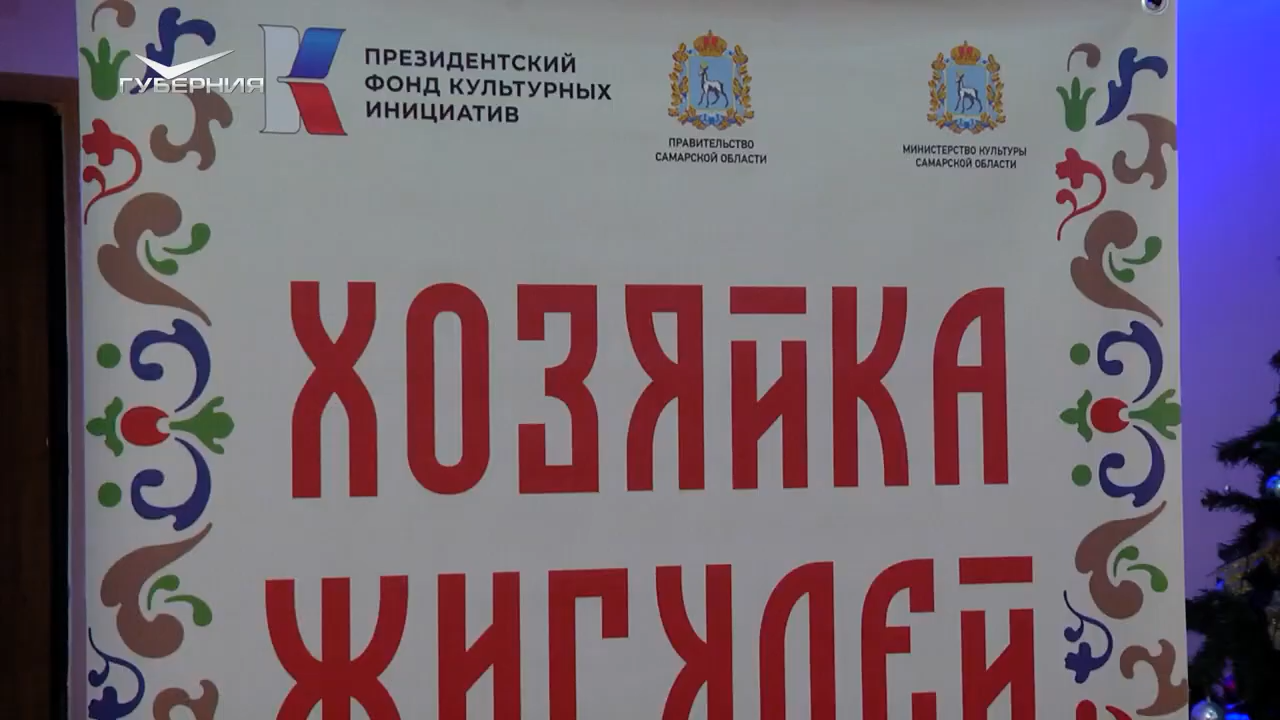 ГУБЕРНИЯ
ПРЕЗИДЕНТСКИЙ
ФОНД КУЛЬТУРНЫХ
ИНИЦИАТИВ
ПРАВИТЕЛЬСТВО
САМАРСКОЙ ОБЛАСТИ
МИНИСТЕРСТВО КУЛЬТУРЫ
САМАРСКОЙ ОБЛАСТИ
ХОЗЯЙКА
ЖИГУЛЕЙ